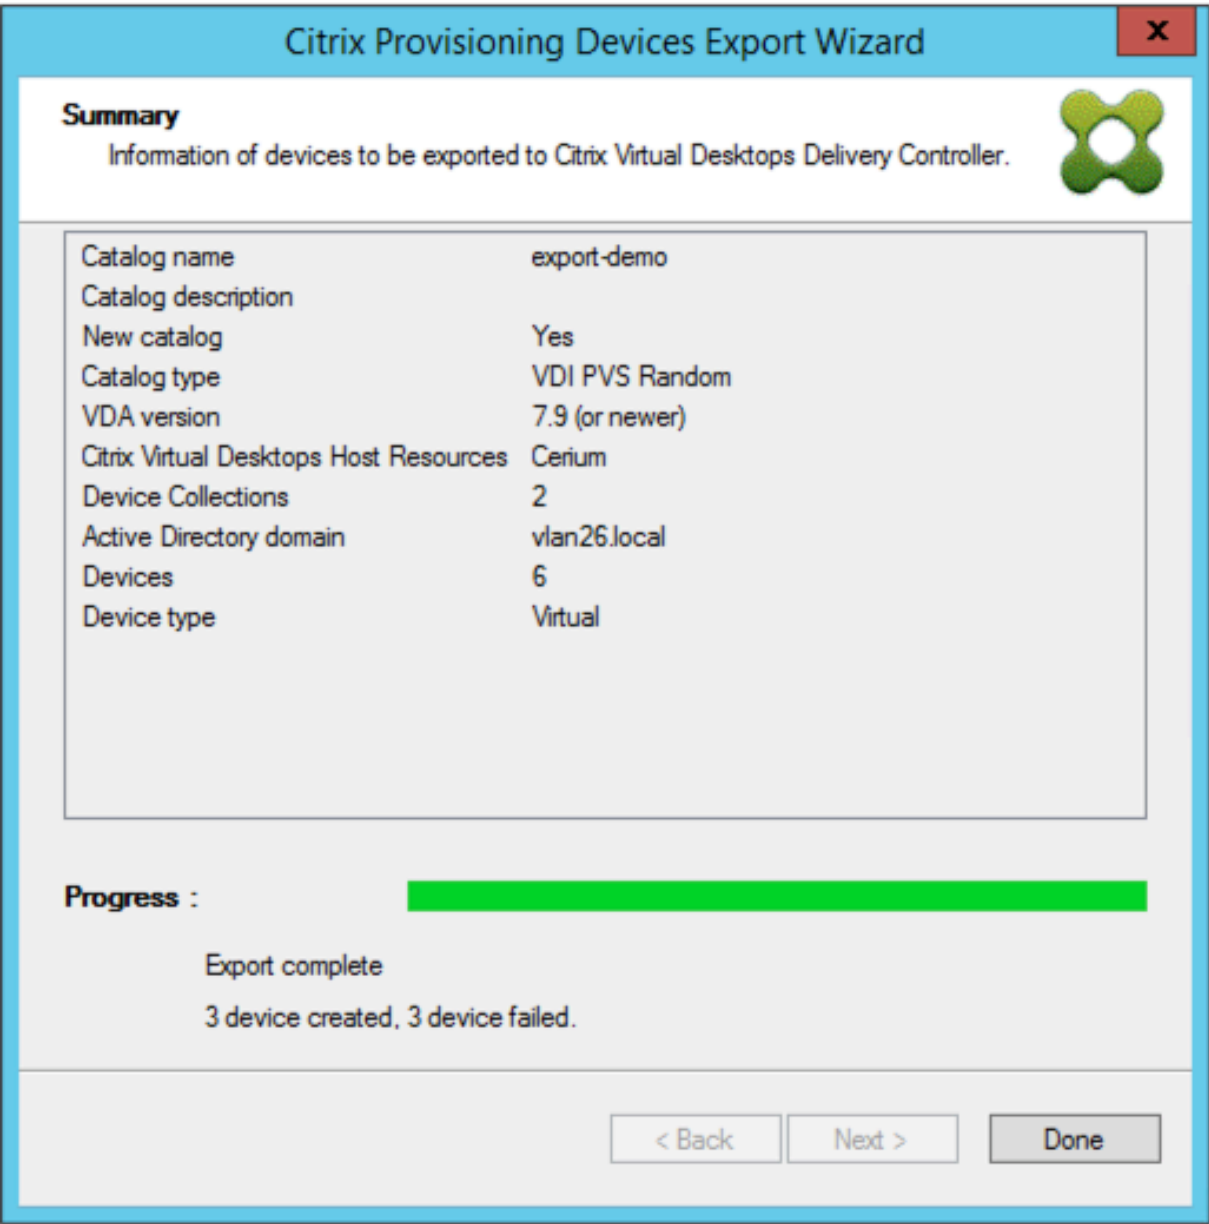 Citrix Provisioning Devices Export Wizard
x
Summary
Information of devices to be exported to Citrix Virtual Desktops Delivery Controller.
Catalog name export-demo
Catalog description
New catalog Yes
Catalog type VDI PVS Random
VDA version 7.9 (or newer)
Citrix Virtual Desktops Host Resources Cerium
Device Collections 2
Active Directory domain vlan26.local
Devices 6
Device type Virtual
Progress :
Export complete
3 device created, 3 device failed.
< Back Next > Done